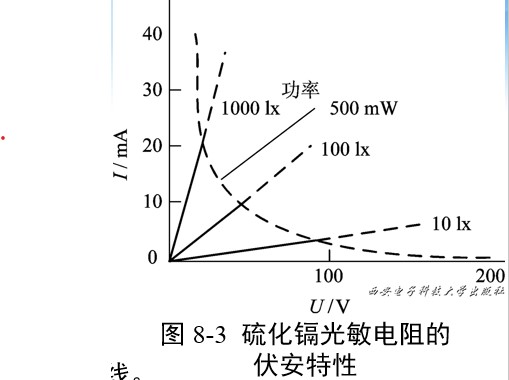 40
30
20
10
0
I/mA
功率
500 mW
1000 lx
100 lx
10 lx
100
200
U/V
西安电子科技大学出版社
图 8-3 硫化镉光敏电阻的
伏安特性
线。